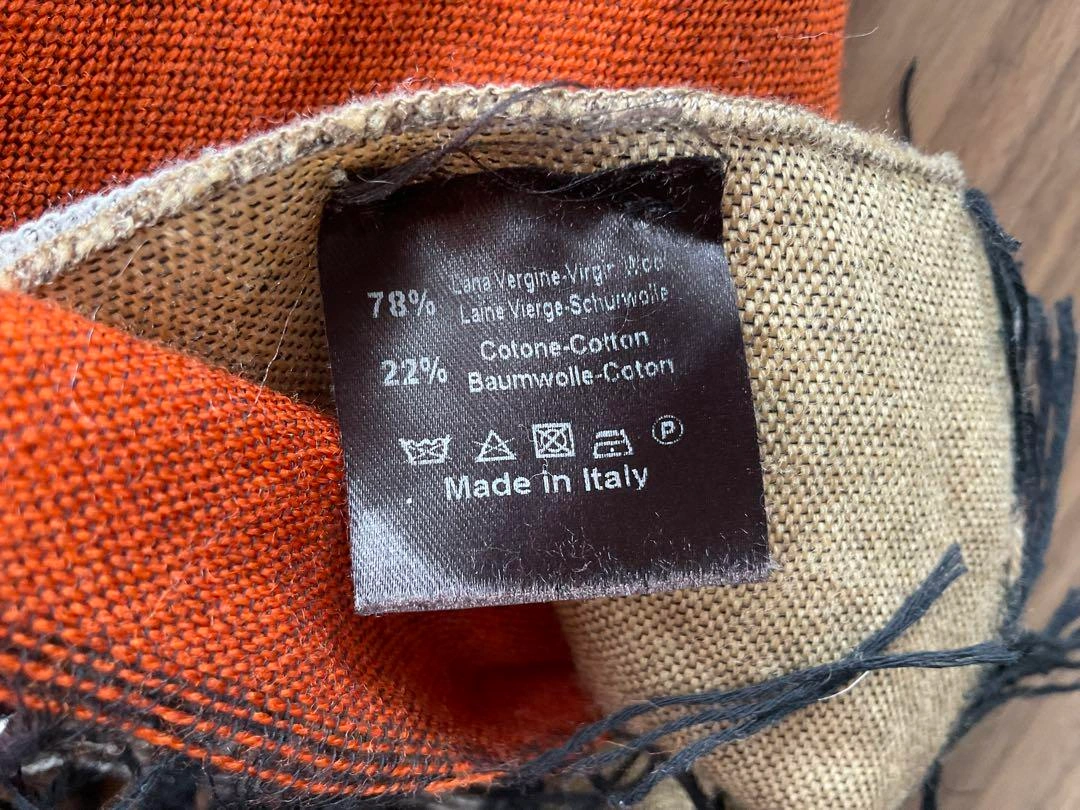 78%
Lana Vergine-Virgin Wool
Laine Vierge-Schurwolle
22%
Cotone-Cotton
Baumwolle-Coton
P
Made in Italy